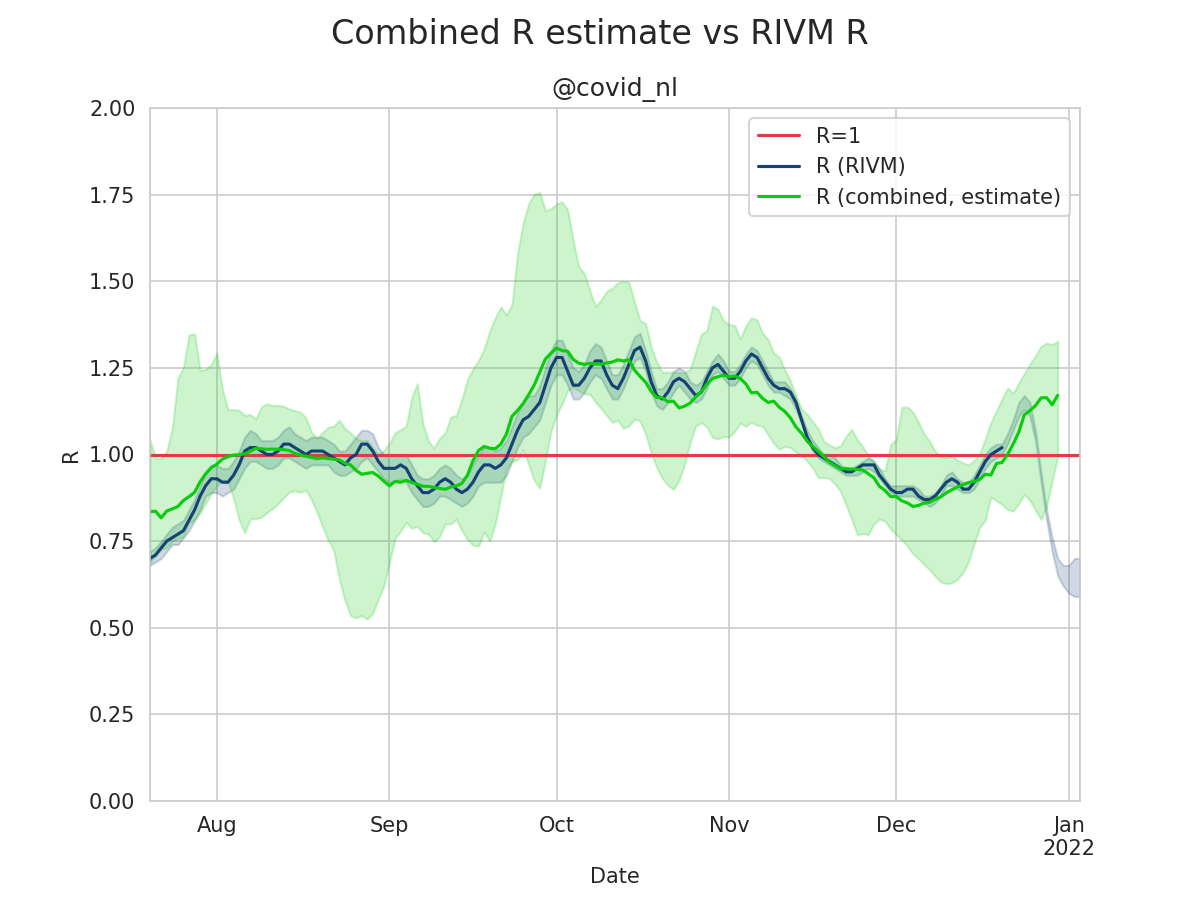 Combined R estimate vs RIVM R
@covid_nl
2.00
1.75
1.50
1.25
1.00
0.75
0.50
0.25
0.00
R
R=1
R (RIVM)
R (combined, estimate)
Aug Sep Oct Nov Dec Jan
2022
Date